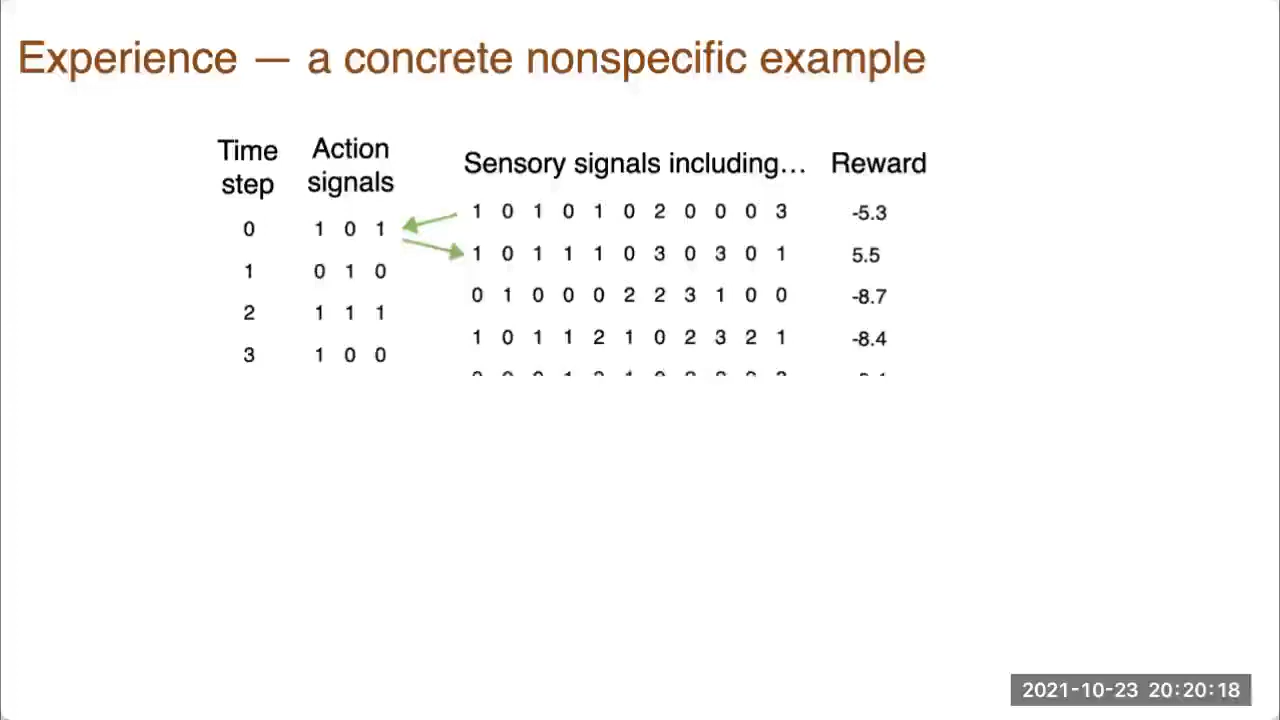 Experience — a concrete nonspecific example
Time step
Action signals
Sensory signals including…
Reward
1 0 1 0 1 0 2 0 0 0 3 -5.3
0 1 0 1
1 0 1 1 1 0 3 0 3 0 1 5.5
1 0 1 0
0 1 0 0 0 2 2 3 1 0 0 -8.7
2 1 1 1
1 0 1 1 2 1 0 2 3 2 1 -8.4
3 1 0 0
2021-10-23 20:20:18